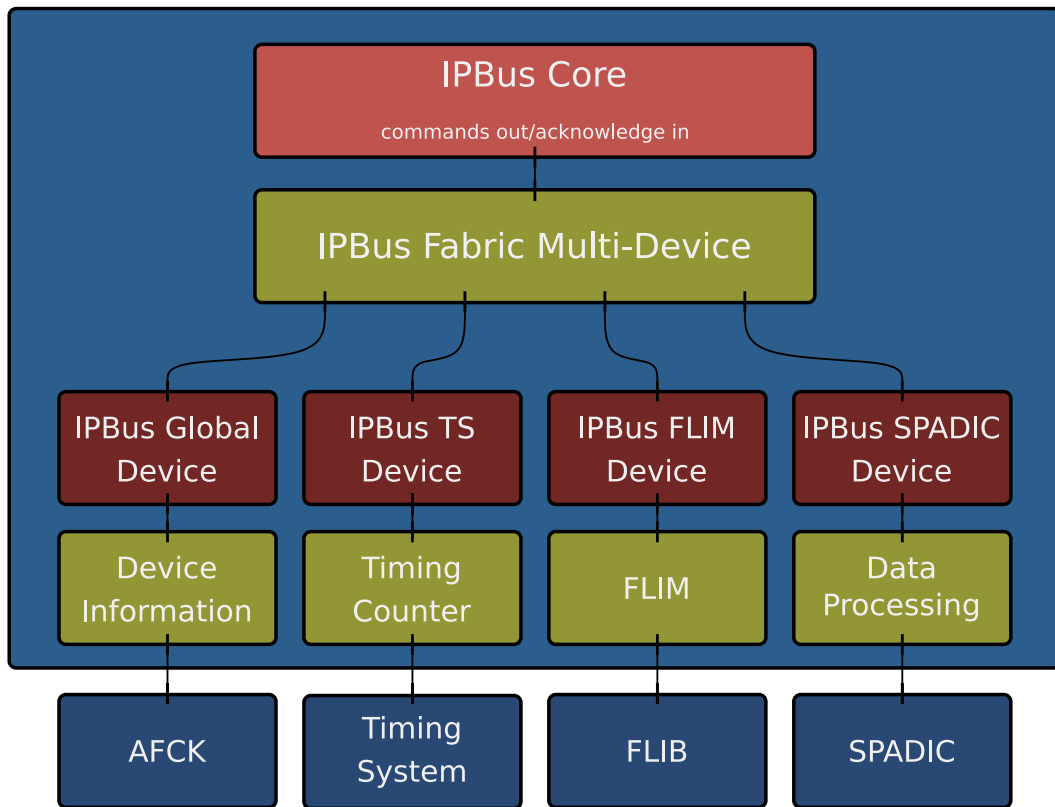 IPBus Core
commands out/acknowledge in
IPBus Fabric Multi-Device
IPBus Global
Device
IPBus TS
Device
IPBus FLIM
Device
IPBus SPADIC
Device
Device
Information
Timing
Counter
FLIM
Data
Processing
AFCK
Timing
System
FLIB
SPADIC